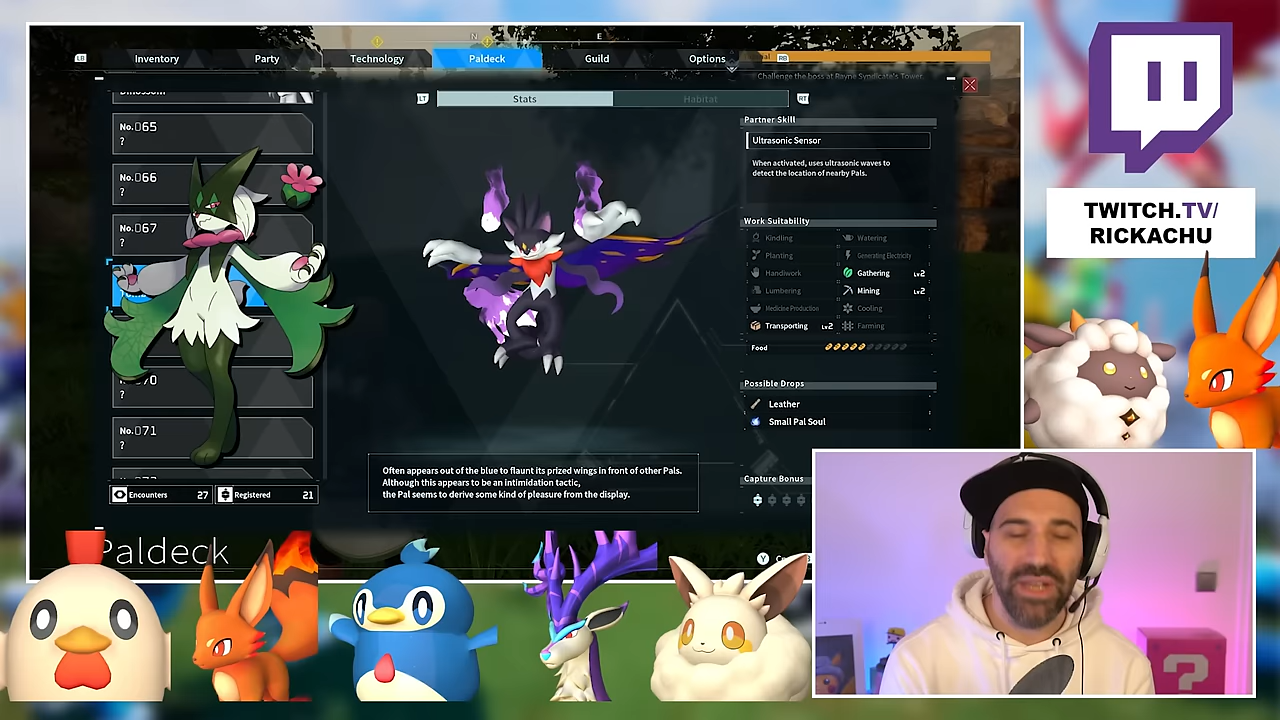 N
E
LB
Inventory
Party
Technology
Paldeck
Guild
Options
RB
Challenge the boss at Rayne Syndicate's Tower.
LT
Stats
Habitat
RT
No.065
?
No.066
?
No.067
?
?
No.071
?
Encounters 27
Registered 21
Partner Skill
Ultrasonic Sensor
When activated, uses ultrasonic waves to
detect the location of nearby Pals.
Work Suitability
Kindling
Watering
Planting
Generating Electricity
Handiwork
Gathering Lv2
Lumbering
Mining Lv2
Medicine Production
Cooling
Transporting Lv2
Farming
Food
Possible Drops
Leather
Small Pal Soul
Capture Bonus
Often appears out of the blue to flaunt its prized wings in front of other Pals.
Although this appears to be an intimidation tactic,
the Pal seems to derive some kind of pleasure from the display.
Y
Paldeck
TWITCH.TV/
RICKACHU
?